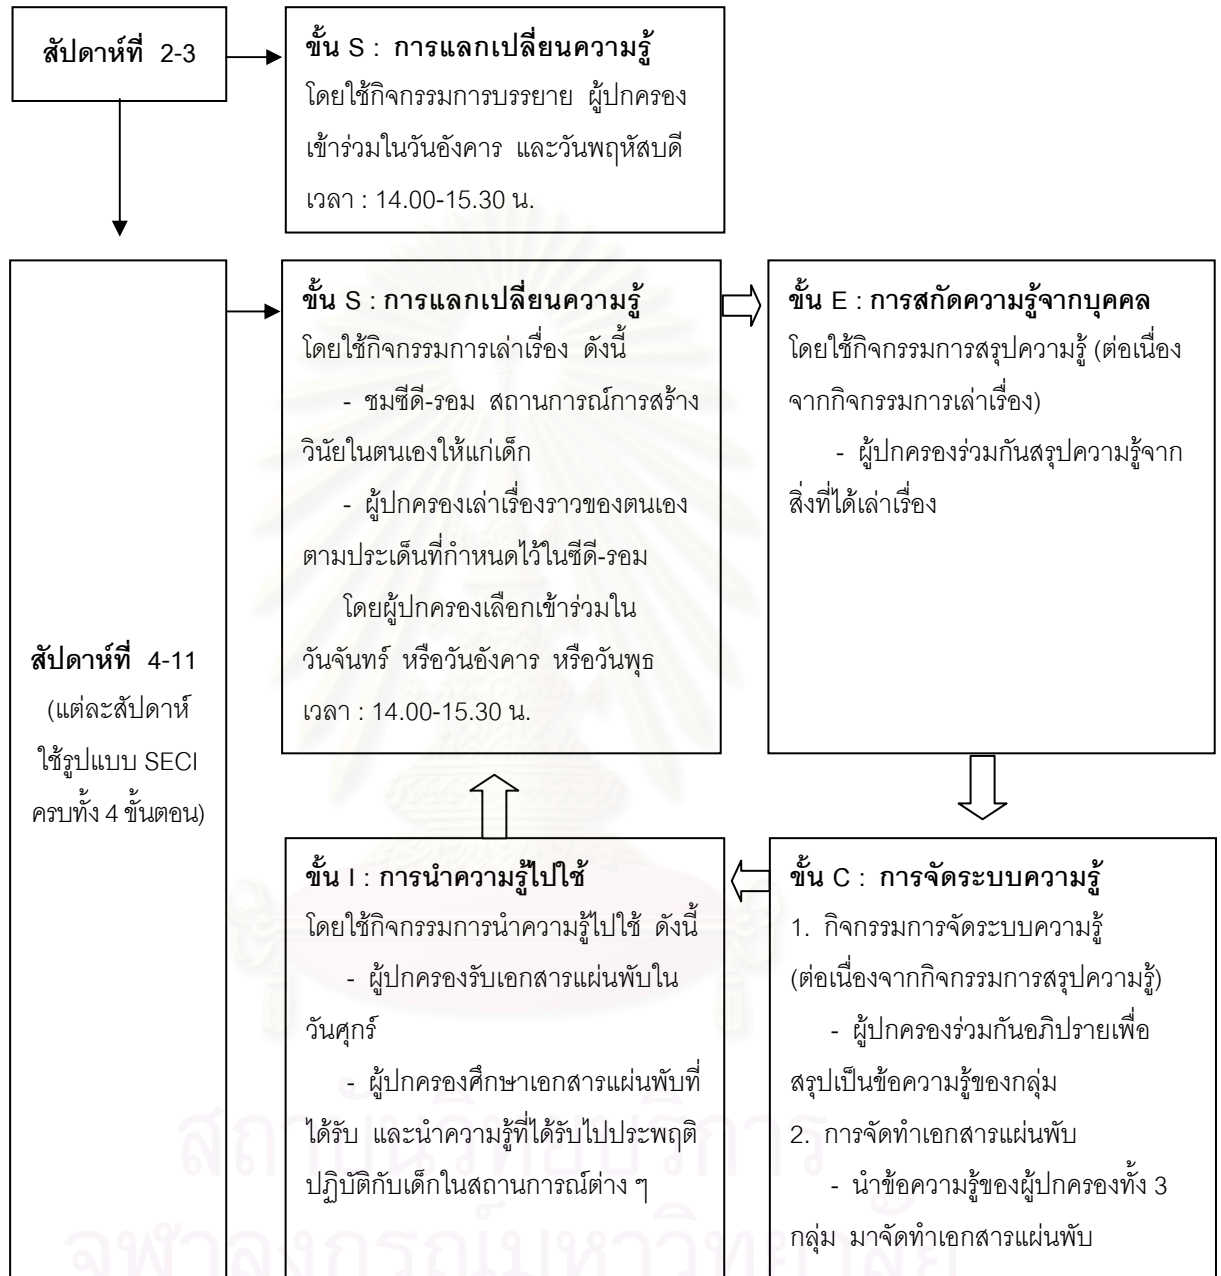 สัปดาห์ที่ 2-3
ขั้น S : การแลกเปลี่ยนความรู้
โดยใช้กิจกรรมการบรรยาย ผู้ปกครอง
เข้าร่วมในวันอังคาร และวันพฤหัสบดี
เวลา : 14.00-15.30 น.
สัปดาห์ที่ 4-11
(แต่ละสัปดาห์
ใช้รูปแบบ SECI
ครบทั้ง 4 ขั้นตอน)
ขั้น S : การแลกเปลี่ยนความรู้
โดยใช้กิจกรรมการเล่าเรื่อง ดังนี้
- ชมซีดี-รอม สถานการณ์การสร้าง
วินัยในตนเองให้แก่เด็ก
- ผู้ปกครองเล่าเรื่องราวของตนเอง
ตามประเด็นที่กำหนดไว้ในซีดี-รอม
โดยผู้ปกครองเลือกเข้าร่วมใน
วันจันทร์ หรือวันอังคาร หรือวันพุธ
เวลา : 14.00-15.30 น.
ขั้น E : การสกัดความรู้จากบุคคล
โดยใช้กิจกรรมการสรุปความรู้ (ต่อเนื่อง
จากกิจกรรมการเล่าเรื่อง)
- ผู้ปกครองร่วมกันสรุปความรู้จาก
สิ่งที่ได้เล่าเรื่อง
ขั้น C : การจัดระบบความรู้
1. กิจกรรมการจัดระบบความรู้
(ต่อเนื่องจากกิจกรรมการสรุปความรู้)
- ผู้ปกครองร่วมกันอภิปรายเพื่อ
สรุปเป็นข้อความรู้ของกลุ่ม
2. การจัดทำเอกสารแผ่นพับ
- นำข้อความรู้ของผู้ปกครองทั้ง 3
กลุ่ม มาจัดทำเอกสารแผ่นพับ
ขั้น I : การนำความรู้ไปใช้
โดยใช้กิจกรรมการนำความรู้ไปใช้ ดังนี้
- ผู้ปกครองรับเอกสารแผ่นพับใน
วันศุกร์
- ผู้ปกครองศึกษาเอกสารแผ่นพับที่
ได้รับ และนำความรู้ที่ได้รับไปประพฤติ
ปฏิบัติกับเด็กในสถานการณ์ต่าง ๆ
สถาบันวิทยบริการ
จุฬาลงกรณ์มหาวิทยาลัย